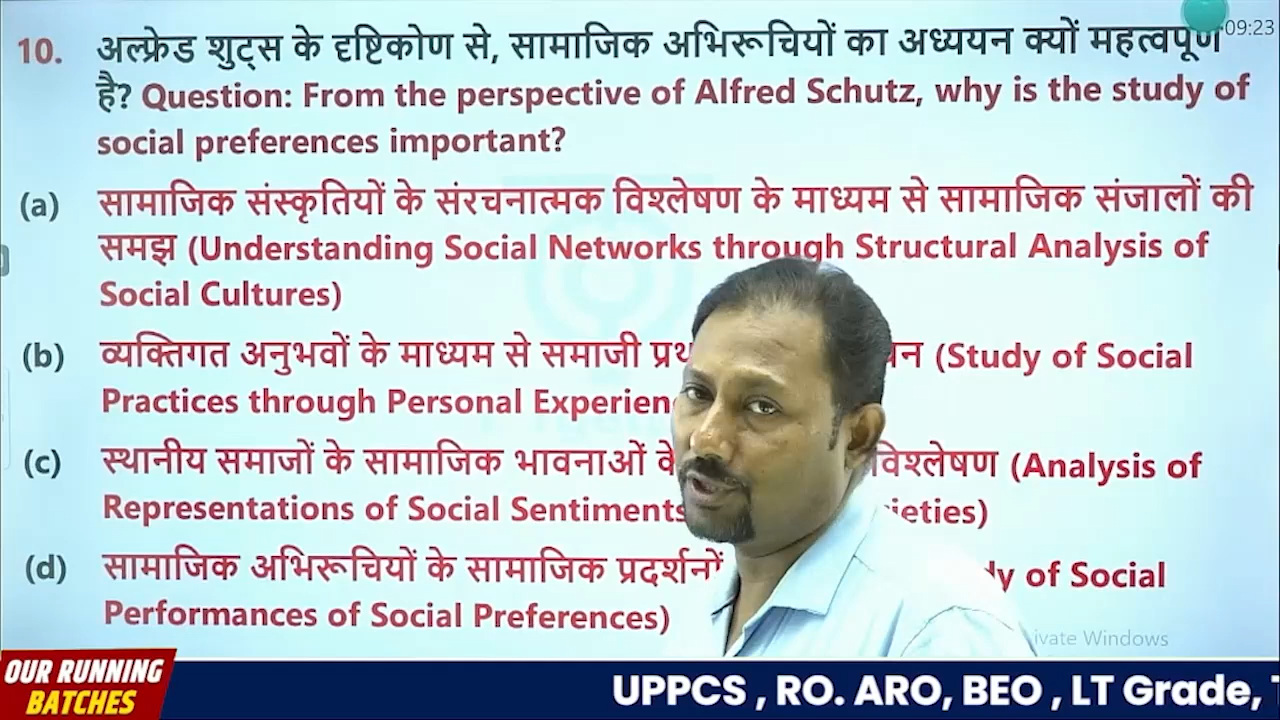 09:23
10. अल्फ्रेड शुट्स के दृष्टिकोण से, सामाजिक अभिरूचियों का अध्ययन क्यों महत्वपूर्ण
है? Question: From the perspective of Alfred Schutz, why is the study of
social preferences important?
(a) सामाजिक संस्कृतियों के संरचनात्मक विश्लेषण के माध्यम से सामाजिक संजालों की
समझ (Understanding Social Networks through Structural Analysis of
Social Cultures)
(b) व्यक्तिगत अनुभवों के माध्यम से समाजी (Study of Social
Practices through Personal
(c) स्थानीय समाजों के सामाजिक भावनाओं विश्लेषण (Analysis of
Representations of Social Sentiments
(d) सामाजिक अभिरूचियों के सामाजिक प्रदर्शनों of Social
Performances of Social Preferences)
Windows
OUR RUNNING
BATCHES
UPPCS , RO. ARO, BEO , LT Grade,